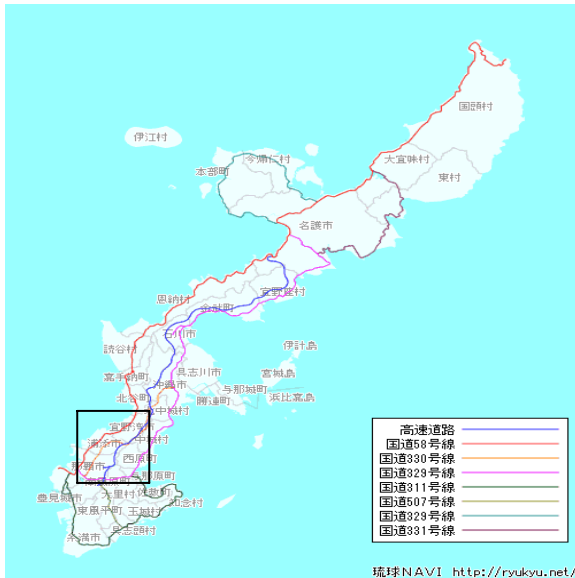 国頭村
大宜味村
東村
伊江村
今帰仁村
本部町
名護市
恩納村
宜野座村
金武町
石川市
読谷村
伊計島
具志川市
宮城島
嘉手納町
沖縄市
与那城町
浜比嘉島
北谷町
勝連町
北中城村
宜野湾市
中城村
浦添市
西原町
那覇市
与那原町
南風原町
豊見城市
大里村
佐敷町
知念村
東風平町
玉城村
具志頭村
糸満市
高速道路
国道58号線
国道330号線
国道329号線
国道311号線
国道507号線
国道329号線
国道331号線
琉球NAVI http://ryukyu.net/